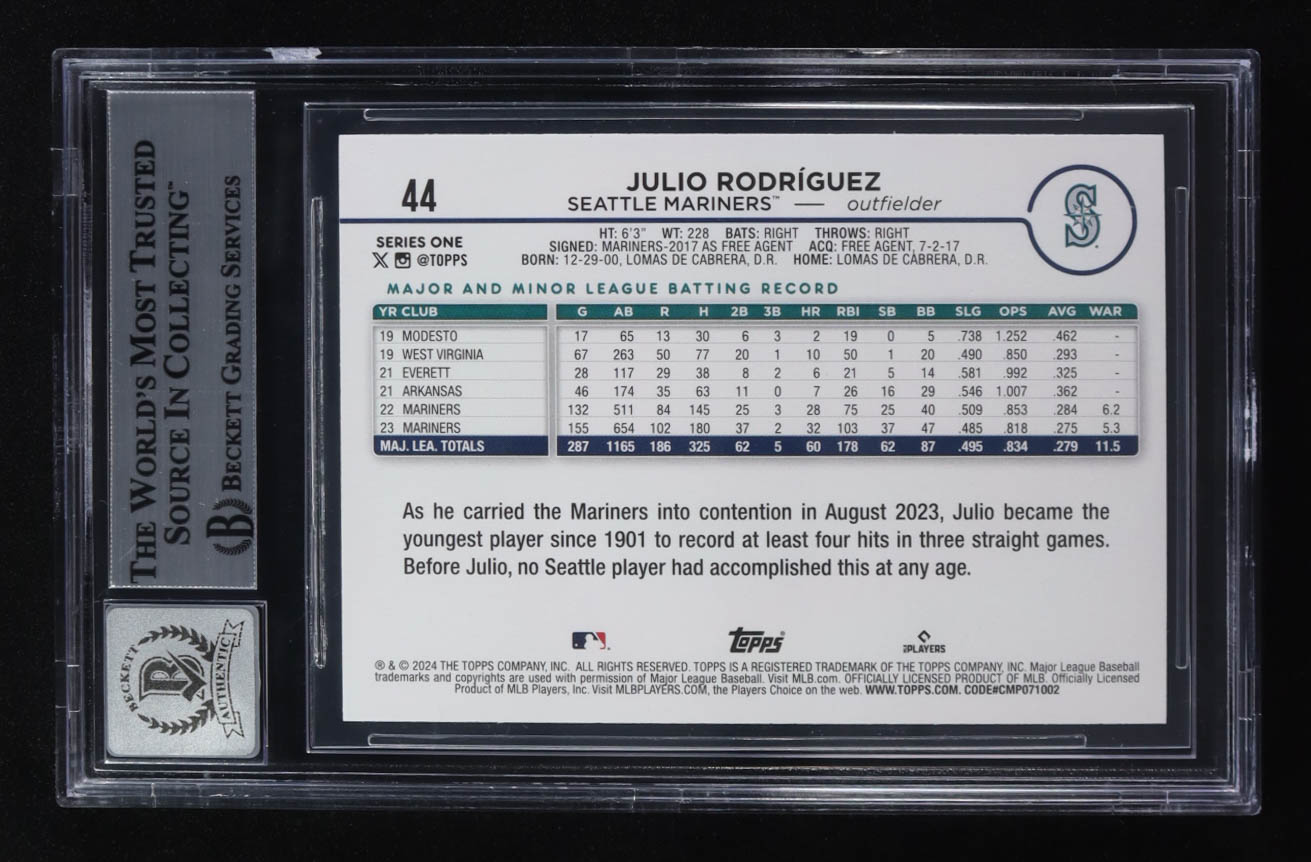 THE WORLD'S MOST TRUSTED
SOURCE IN COLLECTING™
BECKETT GRADING SERVICES
BECKETT
AUTHENTIC
44
JULIO RODRÍGUEZ
SEATTLE MARINERS™ — outfielder
SERIES ONE
@TOPPS
HT: 6'3" WT: 228 BATS: RIGHT THROWS: RIGHT
SIGNED: MARINERS-2017 AS FREE AGENT ACQ: FREE AGENT, 7-2-17
BORN: 12-29-00, LOMAS DE CABRERA, D.R. HOME: LOMAS DE CABRERA, D.R.
S
MAJOR AND MINOR LEAGUE BATTING RECORD
YR CLUB G AB R H 2B 3B HR RBI SB BB SLG OPS AVG WAR
19 MODESTO 17 65 13 30 6 3 2 19 0 5 .738 1.252 .462 -
19 WEST VIRGINIA 67 263 50 77 20 1 10 50 1 20 .490 .850 .293 -
21 EVERETT 28 117 29 38 8 2 6 21 5 14 .581 .992 .325 -
21 ARKANSAS 46 174 35 63 11 0 7 26 16 29 .546 1.007 .362 -
22 MARINERS 132 511 84 145 25 3 28 75 25 40 .509 .853 .284 6.2
23 MARINERS 155 654 102 180 37 2 32 103 37 47 .485 .818 .275 5.3
MAJ. LEA. TOTALS 287 1165 186 325 62 5 60 178 62 87 .495 .834 .279 11.5
As he carried the Mariners into contention in August 2023, Julio became the
youngest player since 1901 to record at least four hits in three straight games.
Before Julio, no Seattle player had accomplished this at any age.
Topps
PLAYERS
® & © 2024 THE TOPPS COMPANY, INC. ALL RIGHTS RESERVED. TOPPS IS A REGISTERED TRADEMARK OF THE TOPPS COMPANY, INC. Major League Baseball
trademarks and copyrights are used with permission of Major League Baseball. Visit MLB.com. OFFICIALLY LICENSED PRODUCT OF MLB. Officially Licensed
Product of MLB Players, Inc. Visit MLBPLAYERS.COM, the Players Choice on the web. WWW.TOPPS.COM. CODE#CMP071002